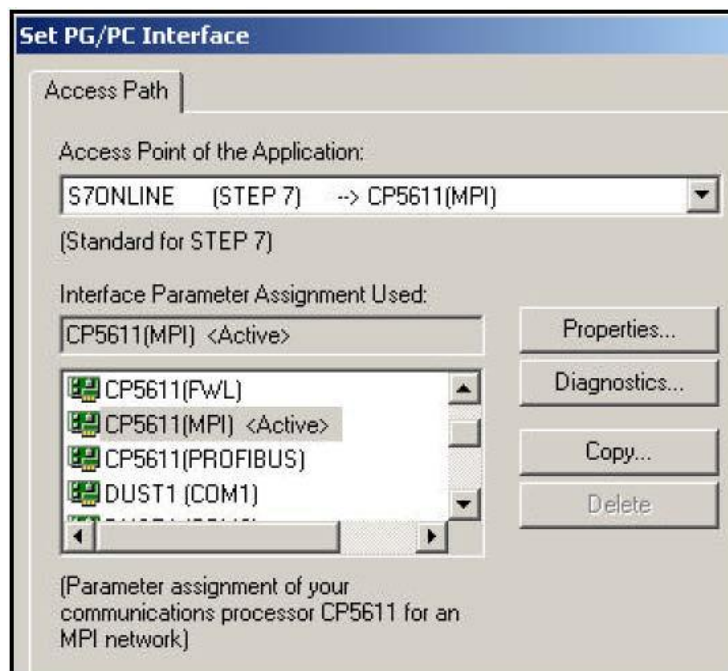 Set PG/PC Interface
Access Path
Access Point of the Application:
S7ONLINE (STEP 7) --> CP5611(MPI)
(Standard for STEP 7)
Interface Parameter Assignment Used:
CP5611(MPI) <Active>
Properties...
Diagnostics...
Copy...
Delete
CP5611(FWL)
CP5611(MPI) <Active>
CP5611(PROFIBUS)
DUST1 (COM1)
(Parameter assignment of your
communications processor CP5611 for an
MPI network)